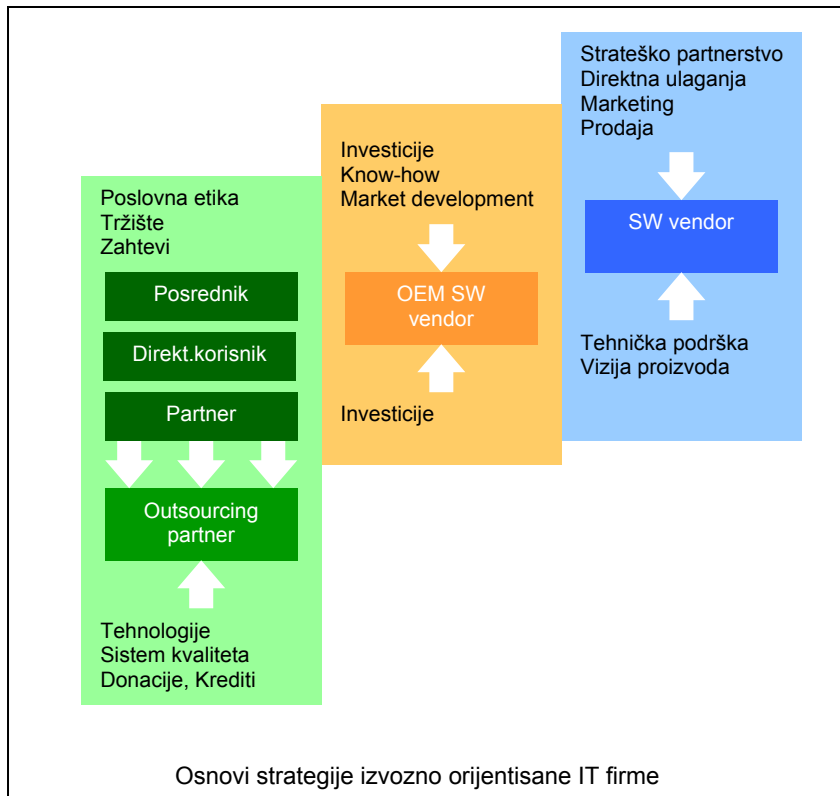 Poslovna etika
Tržište
Zahtevi
Posrednik
Direkt.korisnik
Partner
Outsourcing
partner
Tehnologije
Sistem kvaliteta
Donacije, Krediti
Investicije
Know-how
Market development
OEM SW
vendor
Investicije
Strateško partnerstvo
Direktna ulaganja
Marketing
Prodaja
SW vendor
Tehnička podrška
Vizija proizvoda
Osnovi strategije izvozno orijentisane IT firme